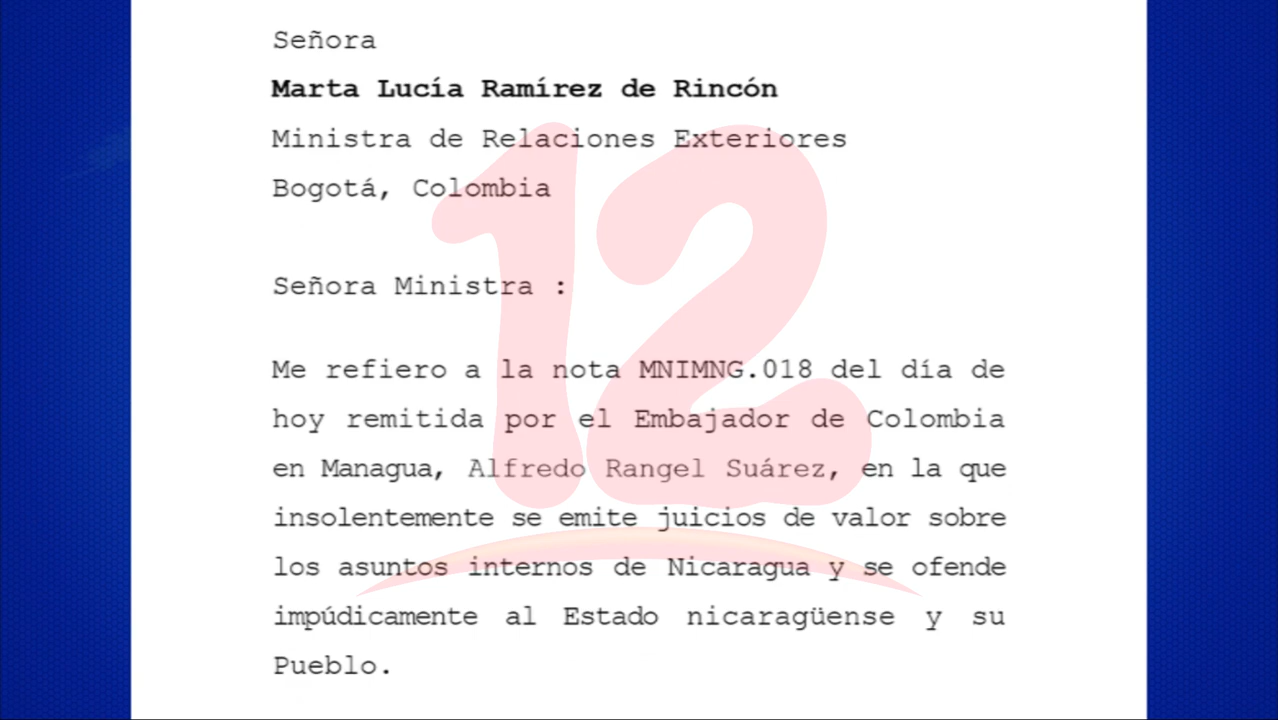 Señora
Marta Lucía Ramírez de Rincón
Ministra de Relaciones Exteriores
Bogotá, Colombia
Señora Ministra :
Me refiero a la nota MNIMNG.018 del día de
hoy remitida por el Embajador de Colombia
en Managua, Alfredo Rangel Suárez, en la que
insolentemente se emite juicios de valor sobre
los asuntos internos de Nicaragua y se ofende
impúdicamente al Estado nicaragüense y su
Pueblo.
12